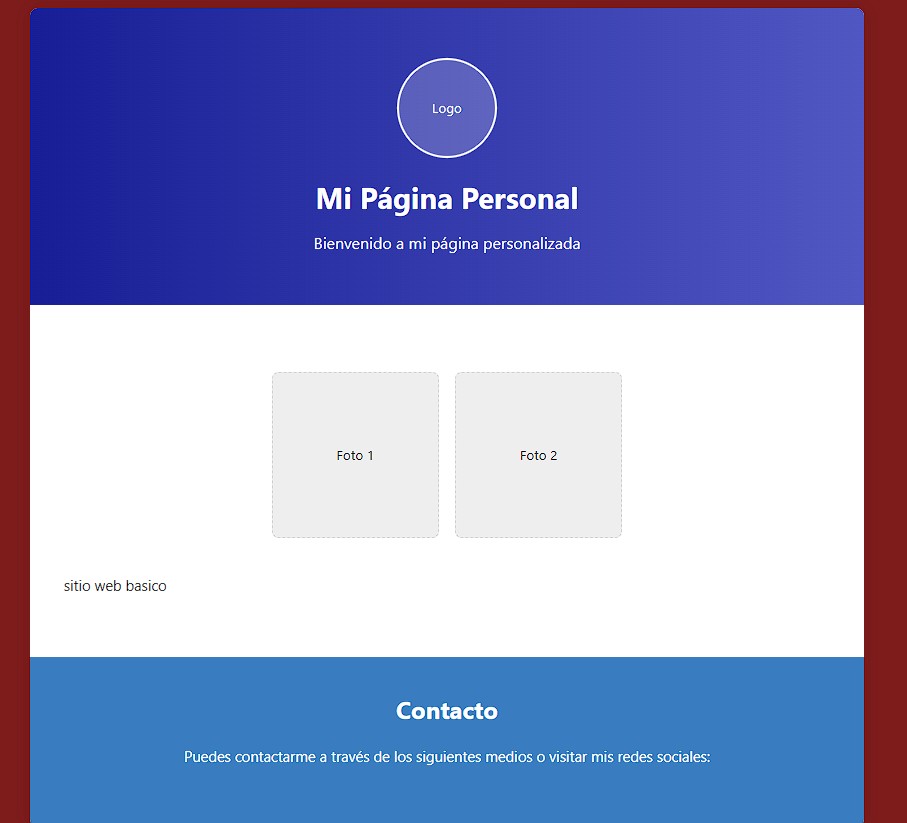 Logo
Mi Página Personal
Bienvenido a mi página personalizada
Foto 1
Foto 2
sitio web basico
Contacto
Puedes contactarme a través de los siguientes medios o visitar mis redes sociales: